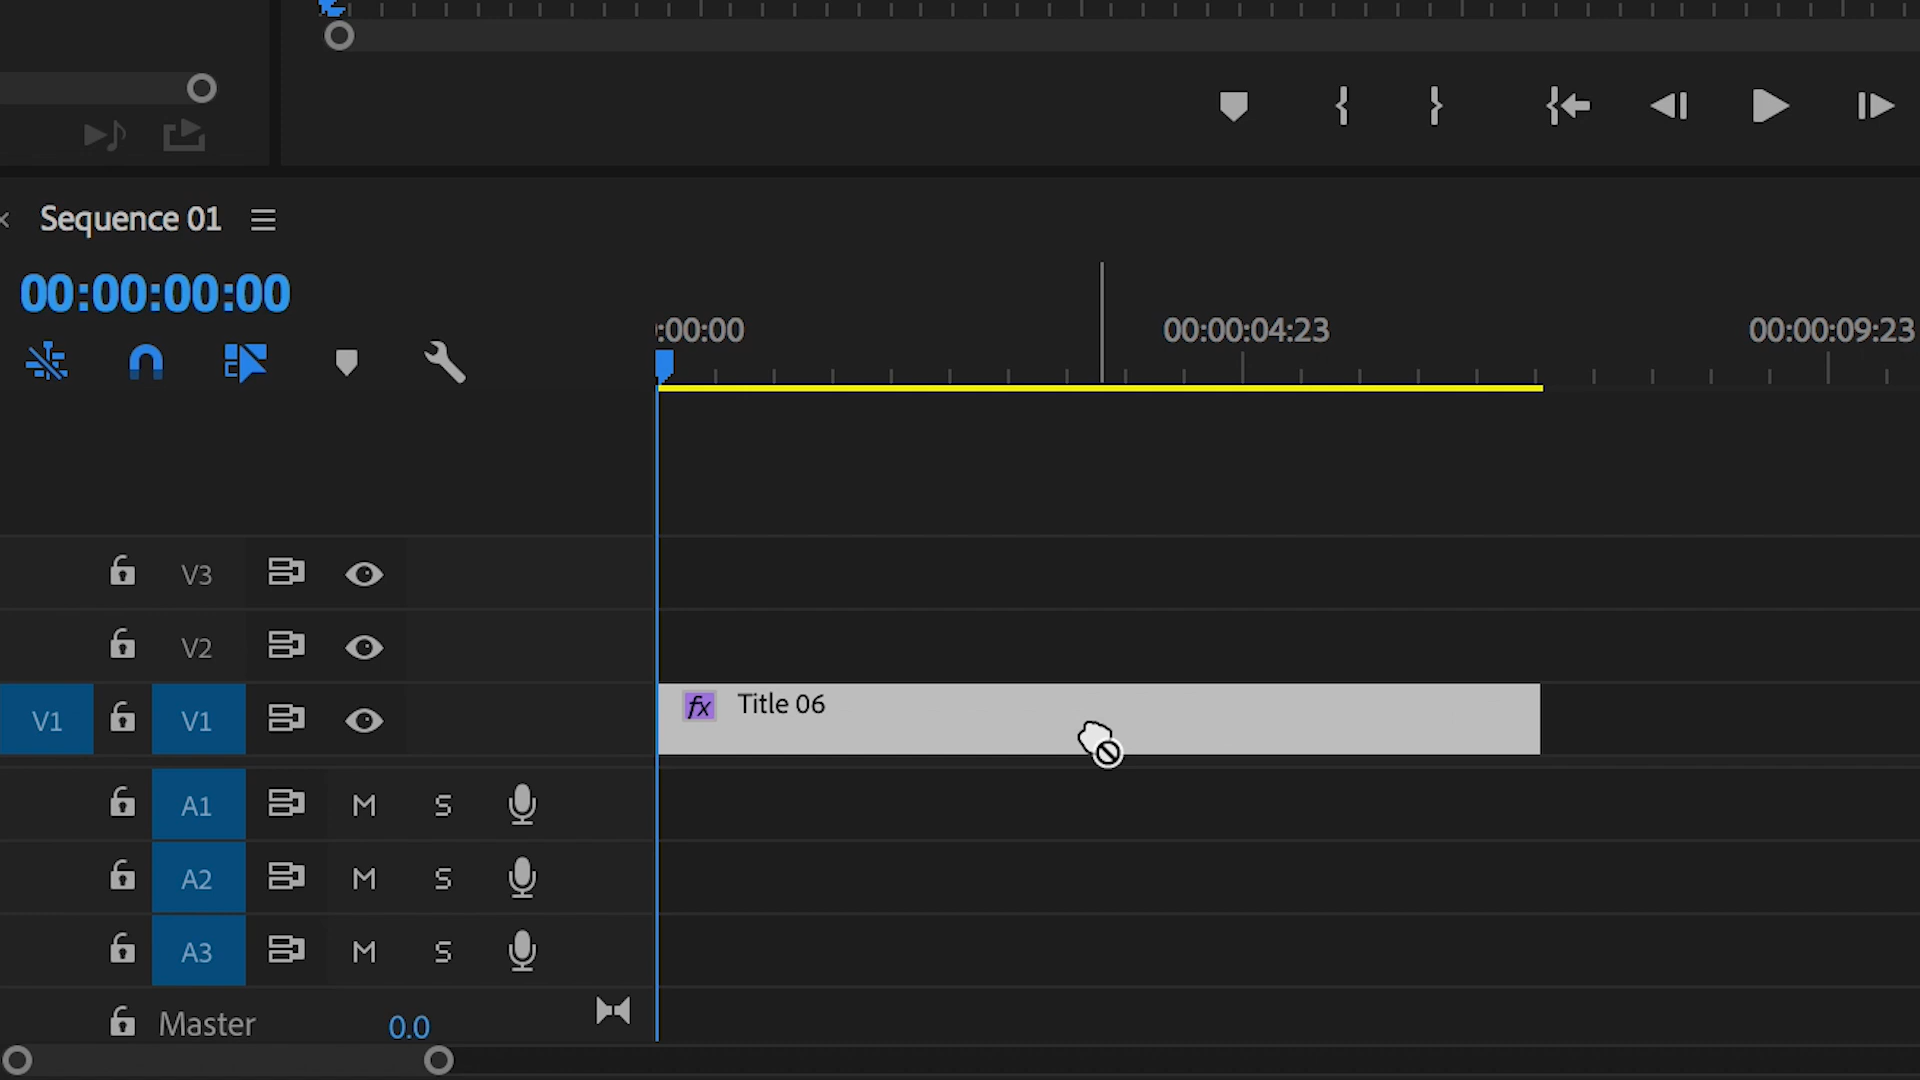 Sequence 01
00:00:00:00
:00:00
00:00:04:23
00:00:09:23
V3
V2
V1
V1
fx Title 06
A1
M
S
A2
M
S
A3
M
S
Master
0.0